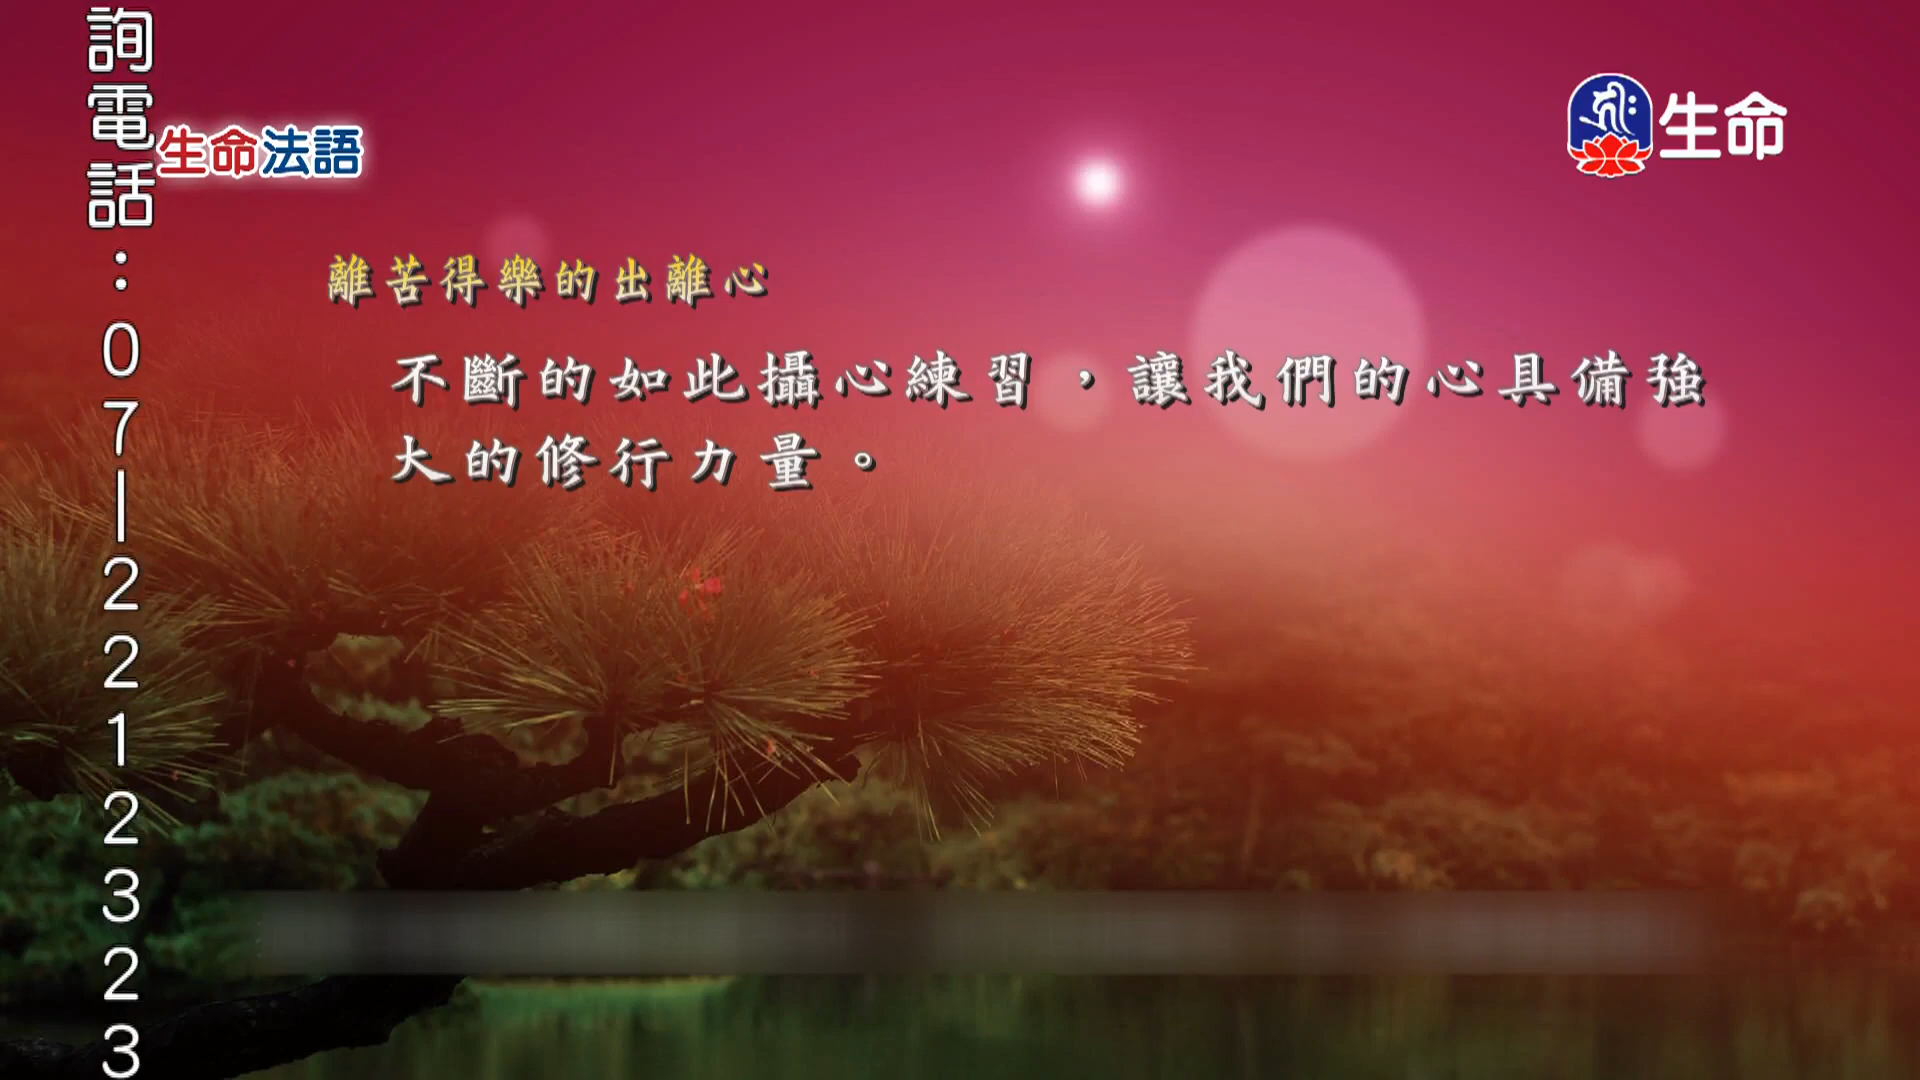 詢電話：07｜2212323
生命法語
生命
離苦得樂的出離心
不斷的如此攝心練習，讓我們的心具備強
大的修行力量。